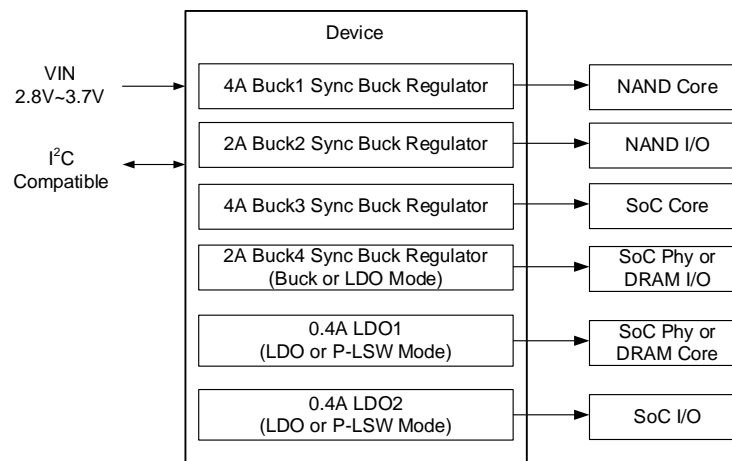 Device
VIN
2.8V~3.7V
I²C
Compatible
4A Buck1 Sync Buck Regulator
NAND Core
2A Buck2 Sync Buck Regulator
NAND I/O
4A Buck3 Sync Buck Regulator
SoC Core
2A Buck4 Sync Buck Regulator
(Buck or LDO Mode)
SoC Phy or
DRAM I/O
0.4A LDO1
(LDO or P-LSW Mode)
SoC Phy or
DRAM Core
0.4A LDO2
(LDO or P-LSW Mode)
SoC I/O